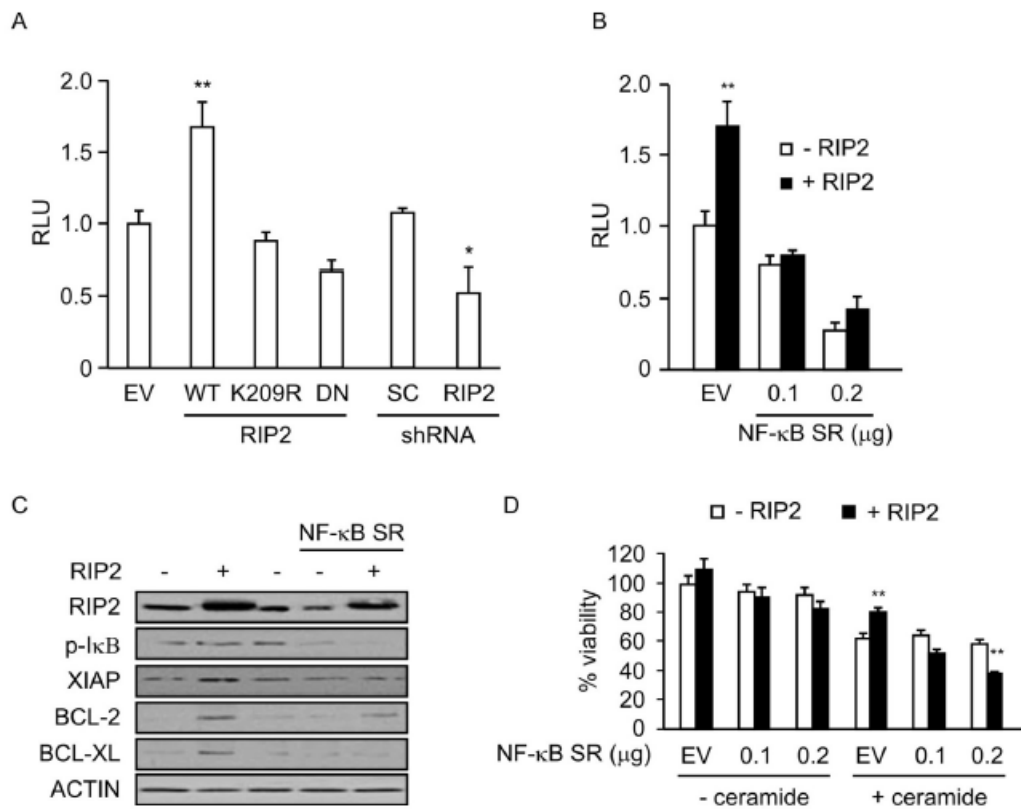 A
RLU
2.0
1.5
1.0
0.5
0
**
*
EV WT K209R DN SC RIP2
RIP2 shRNA
B
RLU
2.0
1.5
1.0
0.5
0
**
- RIP2
+ RIP2
EV 0.1 0.2
NF-κB SR (μg)
C
NF-κB SR
RIP2 - + - - +
RIP2
p-IκB
XIAP
BCL-2
BCL-XL
ACTIN
D
- RIP2 + RIP2
% viability
120
100
80
60
40
20
0
**
**
NF-κB SR (μg) EV 0.1 0.2 EV 0.1 0.2
- ceramide + ceramide